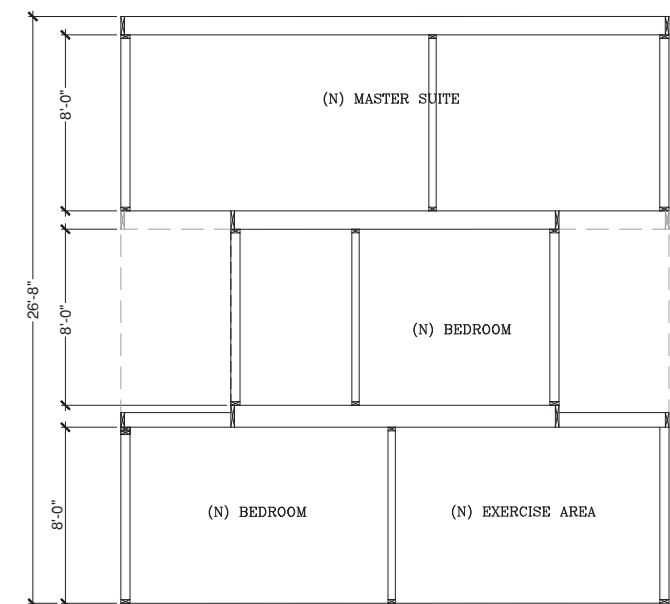 8'-0"
(N) MASTER SUITE
26'-8"
8'-0"
(N) BEDROOM
8'-0"
(N) BEDROOM
(N) EXERCISE AREA